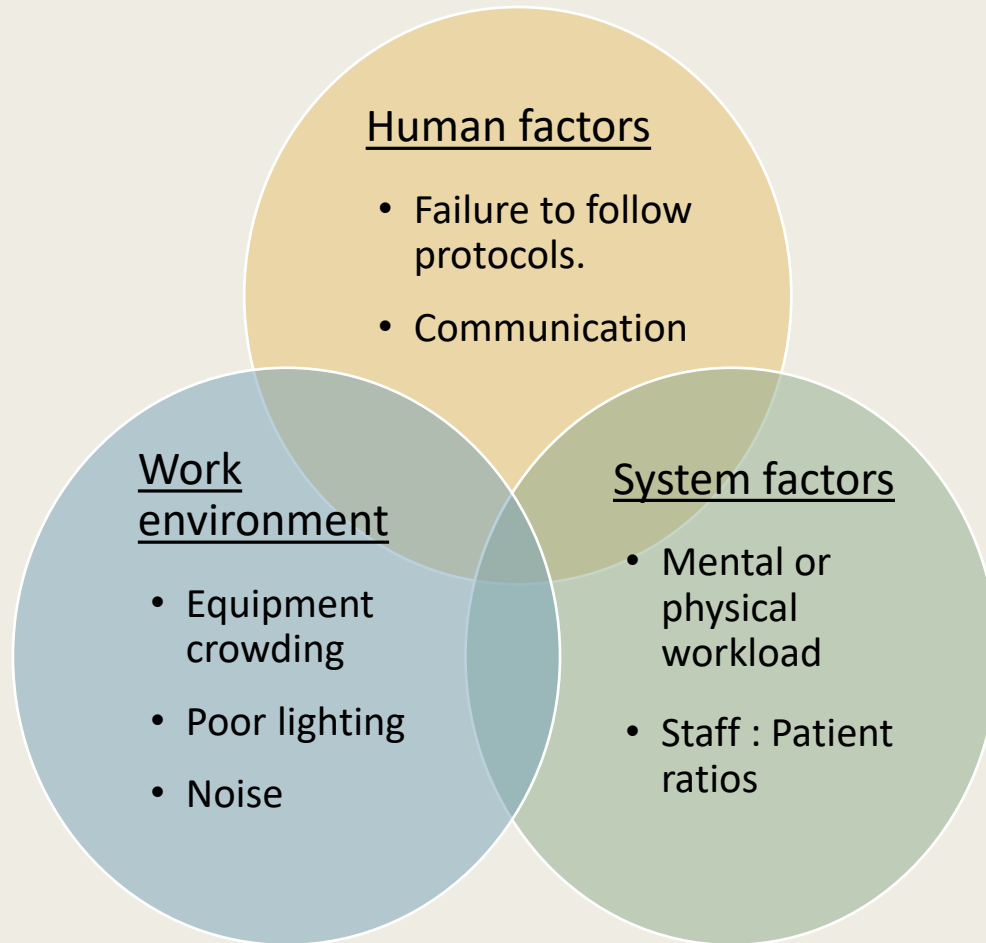 Human factors
• Failure to follow
protocols.
• Communication
Work
environment
• Equipment
crowding
• Poor lighting
• Noise
System factors
• Mental or
physical
workload
• Staff : Patient
ratios